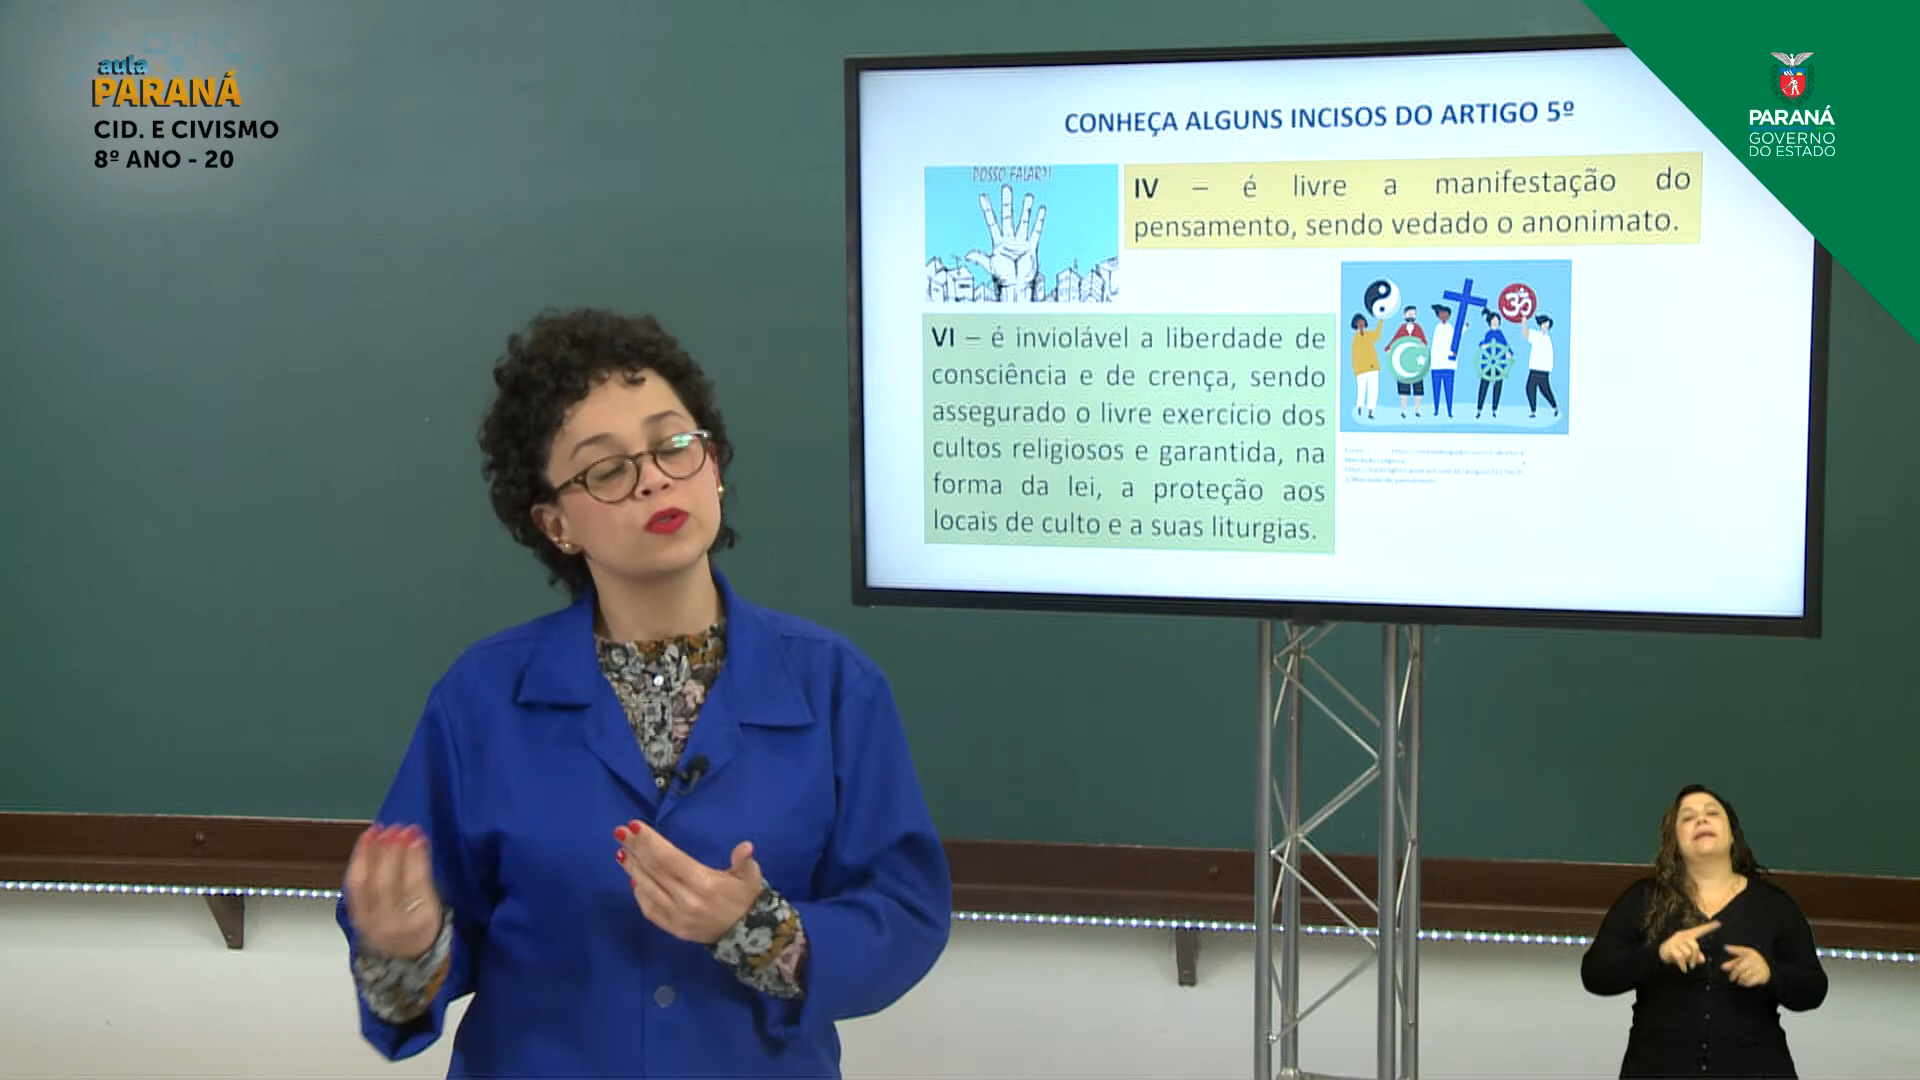 aula
PARANÁ
CID. E CIVISMO
8º ANO - 20
PARANÁ
GOVERNO
DO ESTADO
CONHEÇA ALGUNS INCISOS DO ARTIGO 5º
POSSO FALAR?!
IV – é livre a manifestação do
pensamento, sendo vedado o anonimato.
VI – é inviolável a liberdade de
consciência e de crença, sendo
assegurado o livre exercício dos
cultos religiosos e garantida, na
forma da lei, a proteção aos
locais de culto e a suas liturgias.